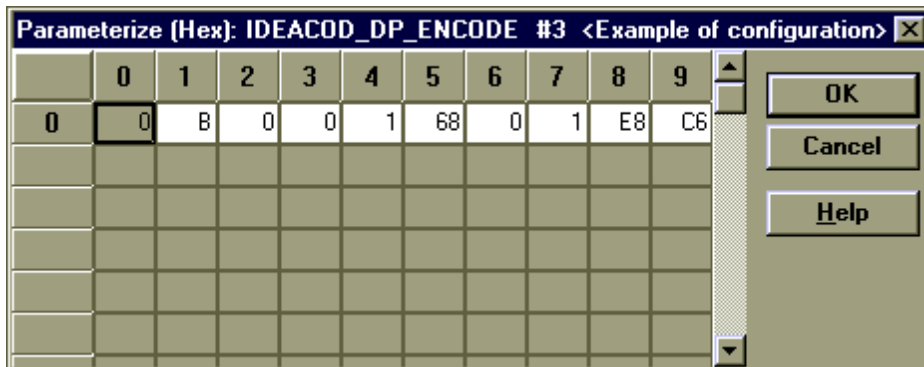 Parameterize (Hex): IDEACOD_DP_ENCODE #3 <Example of configuration>
0 1 2 3 4 5 6 7 8 9
0 0 B 0 0 1 68 0 1 E8 C6
OK
Cancel
Help